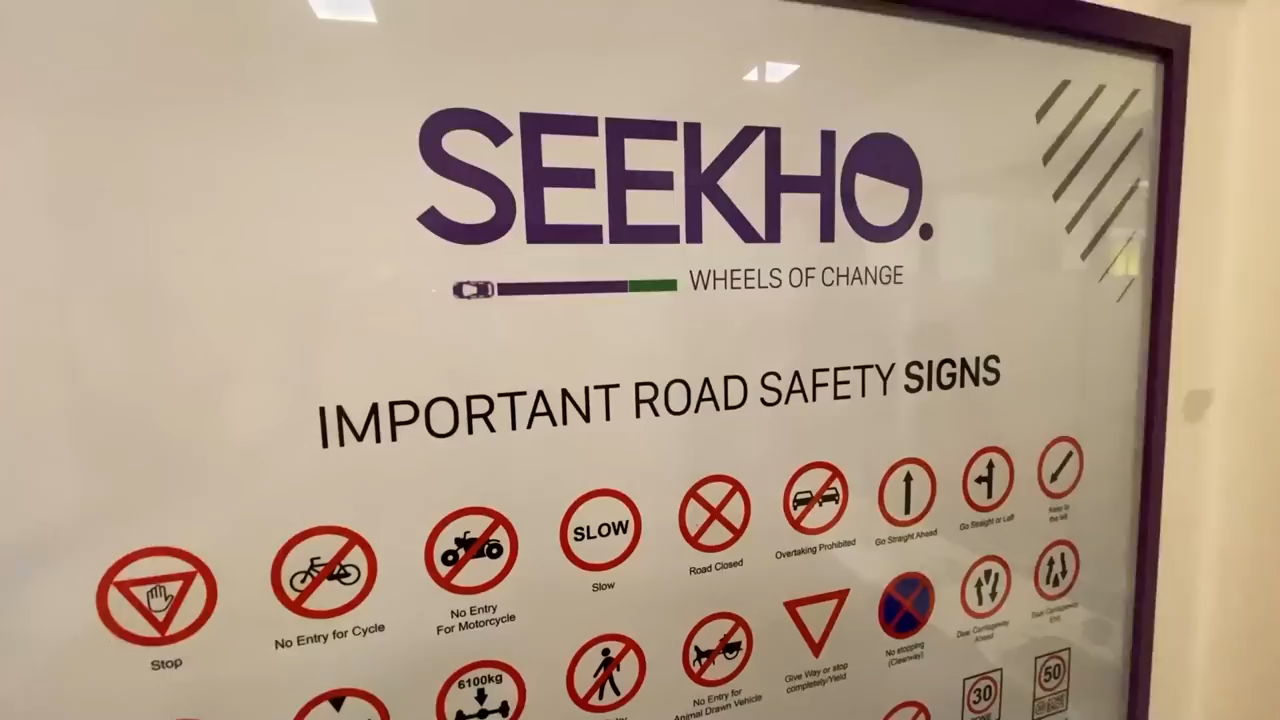 SEEKHO.
WHEELS OF CHANGE
IMPORTANT ROAD SAFETY SIGNS
SLOW
Stop
No Entry for Cycle
No Entry
For Motorcycle
Slow
Road Closed
Overtaking Prohibited
Go Straight Ahead
Go Straight or Left
Keep to
the left
6100kg
No Entry for
Animal Drawn Vehicle
Give Way or stop
completely/Yield
No stopping
(Clearway)
Dual Carriageway
Ahead
Dual Carriageway
End
30
ZONE
50